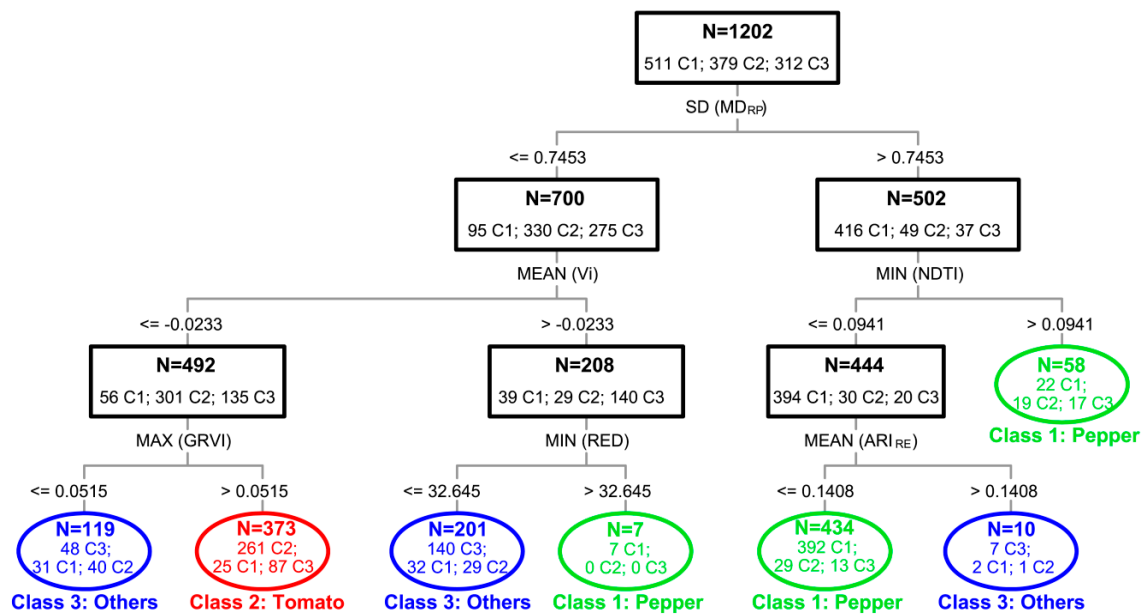 N=1202
511 C1; 379 C2; 312 C3
SD (MDRP)
<= 0.7453
> 0.7453
N=700
95 C1; 330 C2; 275 C3
N=502
416 C1; 49 C2; 37 C3
MEAN (Vi)
MIN (NDTI)
<= -0.0233
> -0.0233
<= 0.0941
> 0.0941
N=492
56 C1; 301 C2; 135 C3
N=208
39 C1; 29 C2; 140 C3
N=444
394 C1; 30 C2; 20 C3
N=58
22 C1;
19 C2; 17 C3
Class 1: Pepper
MAX (GRVI)
MIN (RED)
MEAN (ARIRE)
<= 0.0515
> 0.0515
<= 32.645
> 32.645
<= 0.1408
> 0.1408
N=119
48 C3;
31 C1; 40 C2
Class 3: Others
N=373
261 C2;
25 C1; 87 C3
Class 2: Tomato
N=201
140 C3;
32 C1; 29 C2
Class 3: Others
N=7
7 C1;
0 C2; 0 C3
Class 1: Pepper
N=434
392 C1;
29 C2; 13 C3
Class 1: Pepper
N=10
7 C3;
2 C1; 1 C2
Class 3: Others